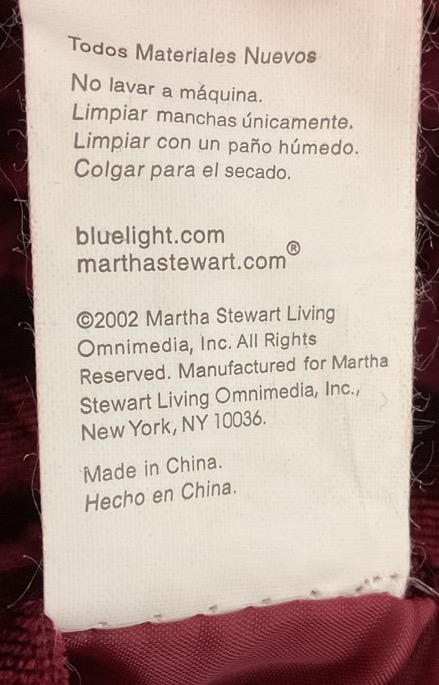 Todos Materiales Nuevos
No lavar a máquina.
Limpiar manchas únicamente.
Limpiar con un paño húmedo.
Colgar para el secado.
bluelight.com
marthastewart.com®
©2002 Martha Stewart Living
Omnimedia, Inc. All Rights
Reserved. Manufactured for Martha
Stewart Living Omnimedia, Inc.,
New York, NY 10036.
Made in China.
Hecho en China.